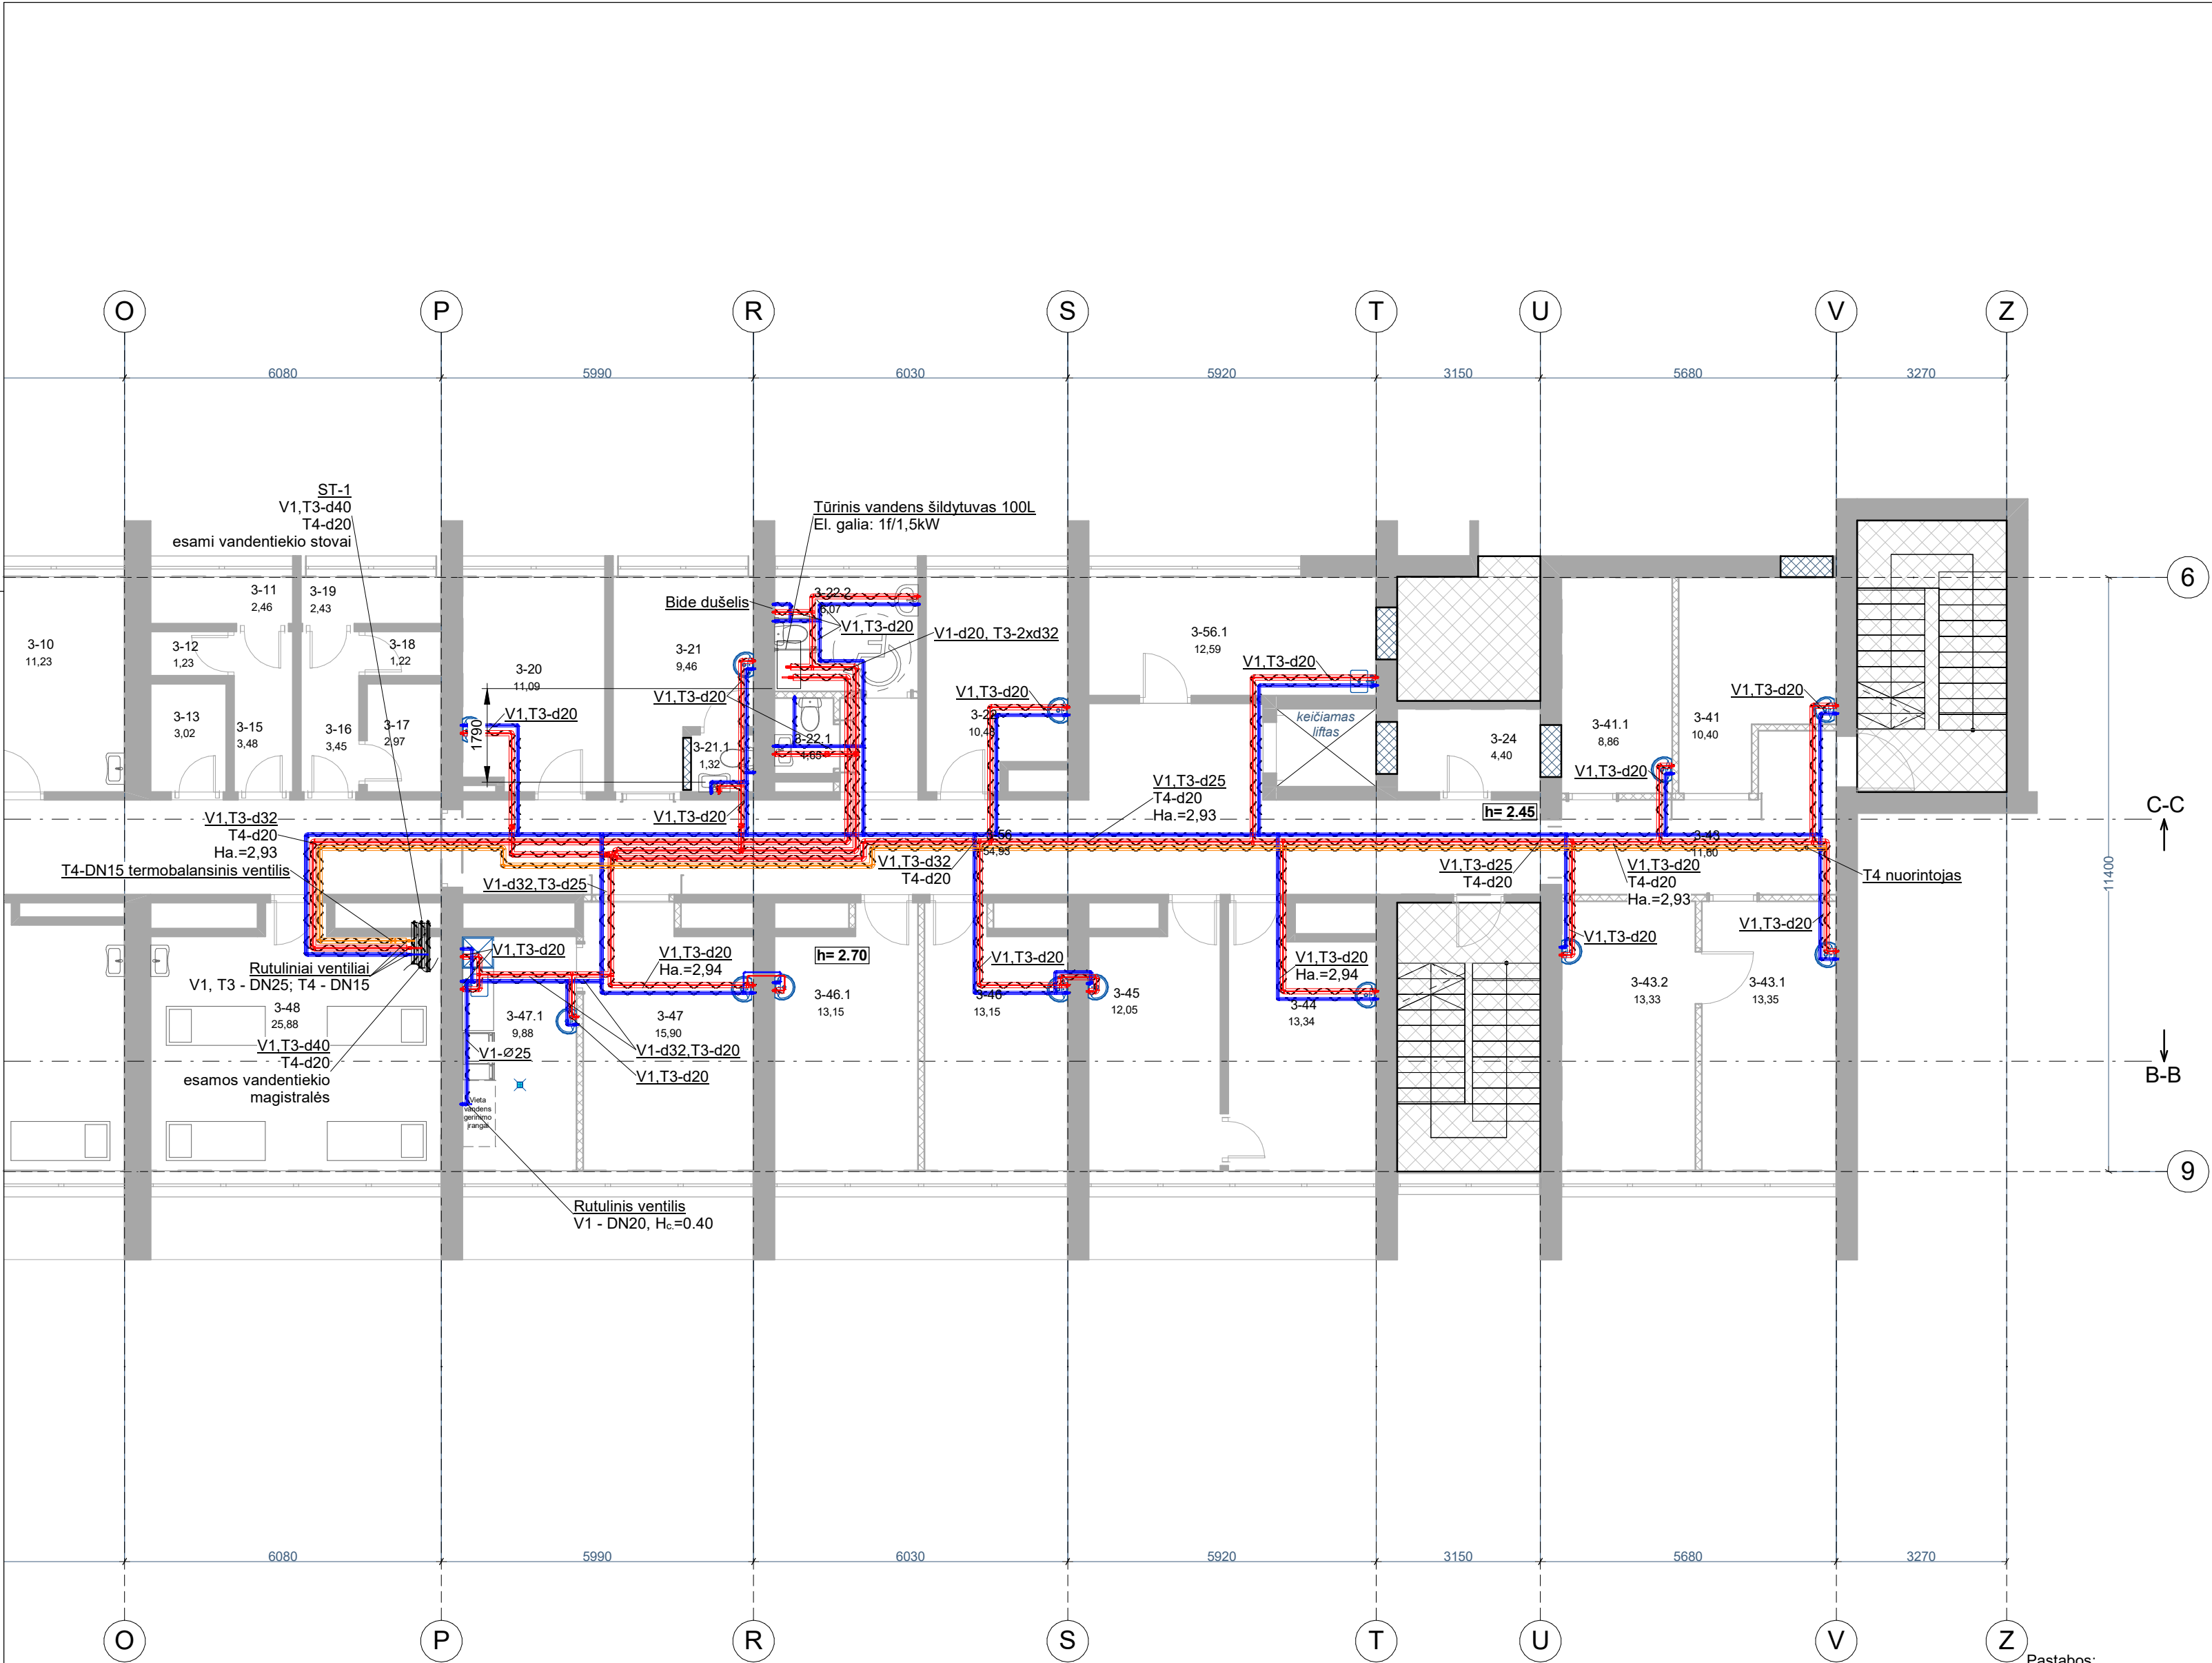 O
P
R
S
T
U
V
Z
6080
5990
6030
5920
3150
5680
3270
ST-1
V1,T3-d40
T4-d20
esami vandentiekio stovai
Tūrinis vandens šildytuvas 100L
El. galia: 1f/1,5kW
6
3-10
11,23
3-11
2,46
3-19
2,43
3-12
1,23
3-18
1,22
3-13
3,02
3-15
3,48
3-16
3,45
3-17
2,97
3-20
11,09
V1,T3-d20
1790
3-21
9,46
Bide dušelis
V1,T3-d20
3-21.1
1,32
V1,T3-d20
3-22.2
V1,T3-d20
V1-d20, T3-2xd32
3-22.1
4,63
V1,T3-d20
10,48
3-56.1
12,59
V1,T3-d20
keičiamas
liftas
3-24
4,40
h= 2.45
3-41.1
8,86
V1,T3-d20
3-41
10,40
V1,T3-d20
C-C
V1,T3-d32
T4-d20
Ha.=2,93
T4-DN15 termobalansinis ventilis
V1-d32,T3-d25
3-56
54,93
V1,T3-d32
T4-d20
V1,T3-d25
T4-d20
Ha.=2,93
V1,T3-d25
T4-d20
11,60
V1,T3-d20
T4-d20
Ha.=2,93
T4 nuorintojas
11400
V1,T3-d20
V1,T3-d20
Rutuliniai ventiliai
V1, T3 - DN25; T4 - DN15
3-48
25,88
V1,T3-d40
T4-d20
esamos vandentiekio
magistralės
V1,T3-d20
3-47.1
9,88
V1-Ø25
Vieta
vandens
gerinimo
įrangai
V1,T3-d20
Ha.=2,94
3-47
15,90
V1-d32,T3-d20
V1,T3-d20
h= 2.70
3-46.1
13,15
V1,T3-d20
3-46
13,15
3-45
12,05
V1,T3-d20
Ha.=2,94
3-44
13,34
3-43.2
13,33
3-43.1
13,35
B-B
9
Rutulinis ventilis
V1 - DN20, Hc.=0.40
6080
5990
6030
5920
3150
5680
3270
O
P
R
S
T
U
V
Z
Pastabos: